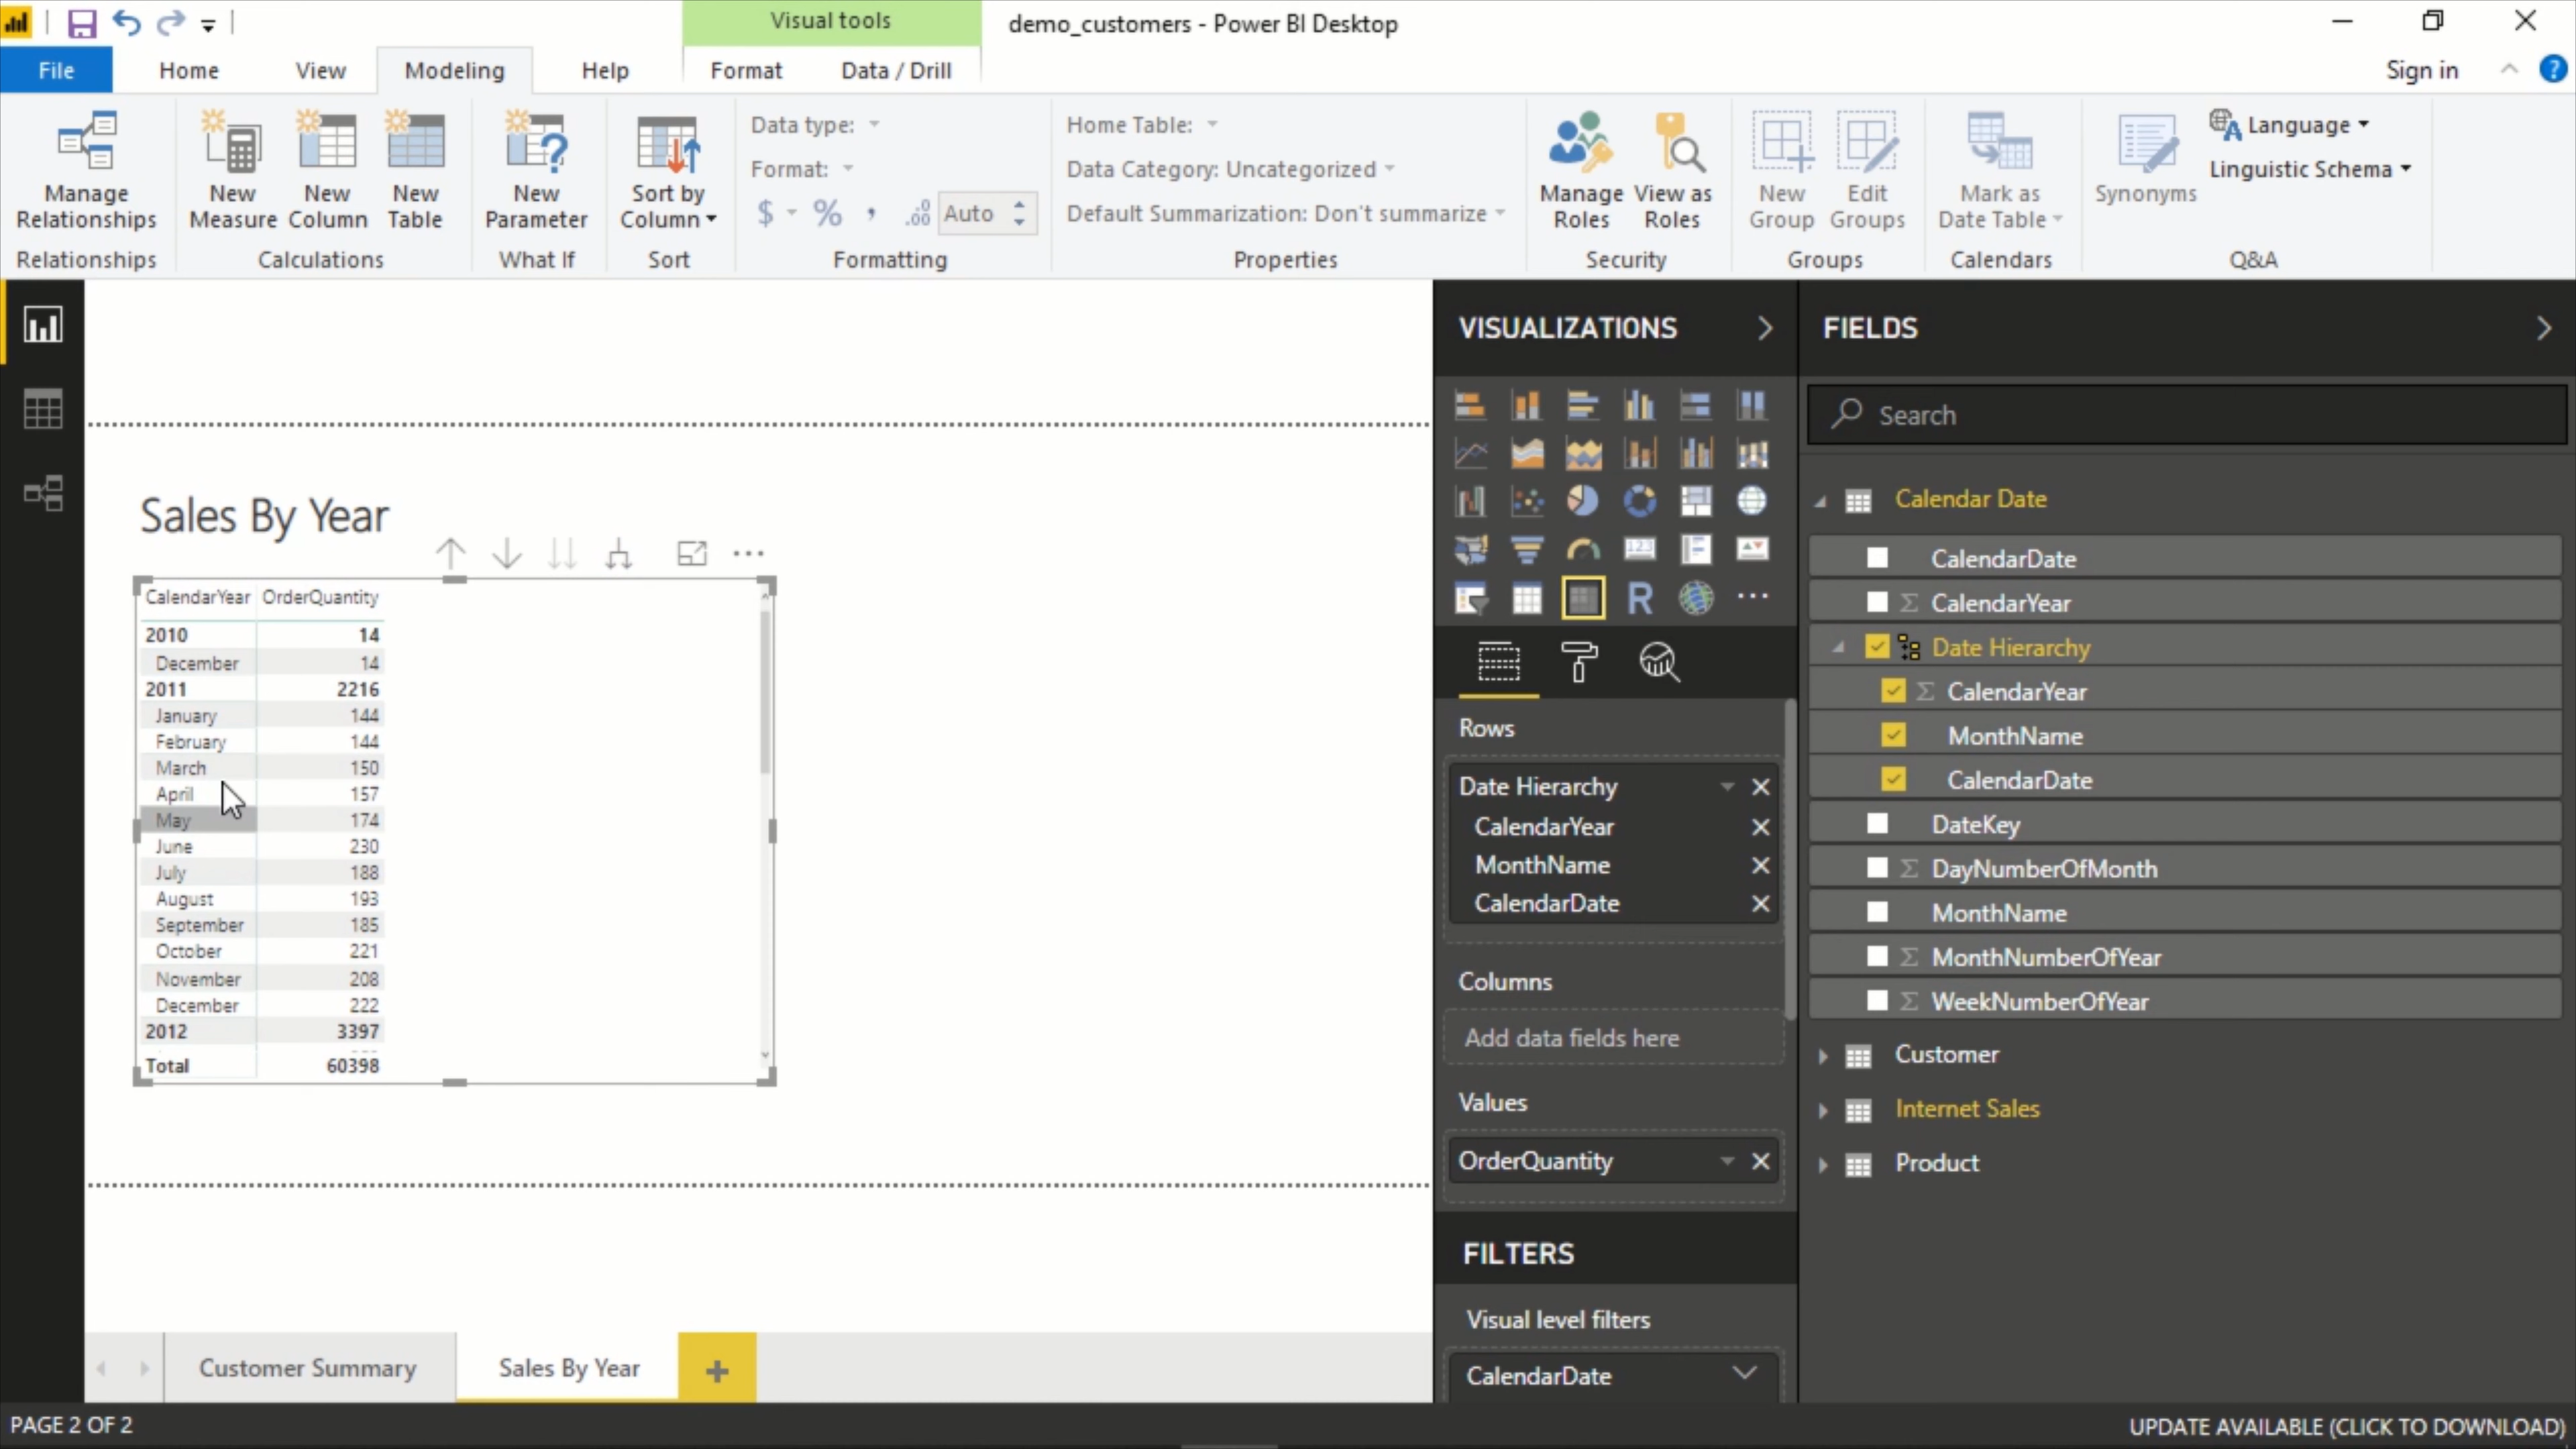 Visual tools
demo_customers - Power BI Desktop
File Home View Modeling Help Format Data / Drill Sign in ?
Manage Relationships
New Measure
New Column
New Table
New Parameter
Sort by Column
Data type:
Format:
$ % , .00 Auto
Home Table:
Data Category: Uncategorized
Default Summarization: Don't summarize
Manage Roles
View as Roles
New Group
Edit Groups
Mark as Date Table
Synonyms
Language
Linguistic Schema
Relationships Calculations What If Sort Formatting Properties Security Groups Calendars Q&A
Sales By Year
CalendarYear OrderQuantity
2010 14
December 14
2011 2216
January 144
February 144
March 150
April 157
May 174
June 230
July 188
August 193
September 185
October 221
November 208
December 222
2012 3397
Total 60398
VISUALIZATIONS
123
R
Rows
Date Hierarchy
CalendarYear
MonthName
CalendarDate
Columns
Add data fields here
Values
OrderQuantity
FILTERS
Visual level filters
CalendarDate
FIELDS
Search
Calendar Date
CalendarDate
Σ CalendarYear
Date Hierarchy
Σ CalendarYear
MonthName
CalendarDate
DateKey
Σ DayNumberOfMonth
MonthName
Σ MonthNumberOfYear
Σ WeekNumberOfYear
Customer
Internet Sales
Product
Customer Summary Sales By Year +
PAGE 2 OF 2
UPDATE AVAILABLE (CLICK TO DOWNLOAD)